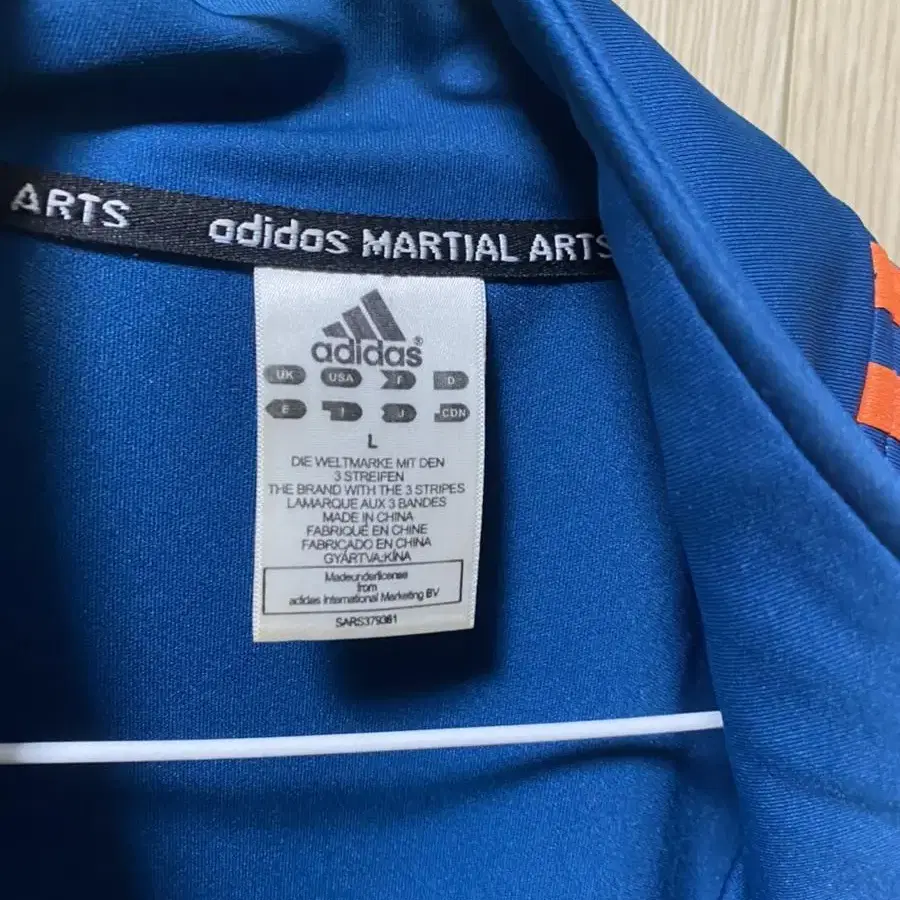 ARTS adidas MARTIAL ARTS
adidas®
UK USA F D
E I J CDN
L
DIE WELTMARKE MIT DEN
3 STREIFEN
THE BRAND WITH THE 3 STRIPES
LAMARQUE AUX 3 BANDES
MADE IN CHINA
FABRIQUÉ EN CHINE
FABRICADO EN CHINA
GYÁRTVA:KÍNA
Madeunderlicense
from
adidas International Marketing BV
SARS379361